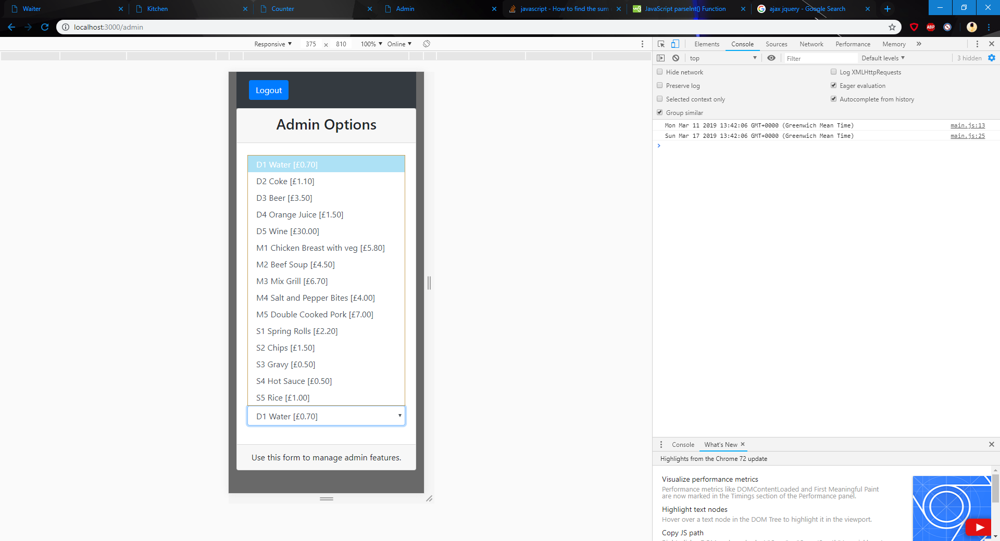 Waiter
Kitchen
Counter
Admin
javascript - How to find the sum
JavaScript parseInt() Function
ajax jquery - Google Search
localhost:3000/admin
ABP
Responsive 375 x 810 100% Online
Elements Console Sources Network Performance Memory
top Filter Default levels 3 hidden
Hide network Log XMLHttpRequests
Preserve log Eager evaluation
Selected context only Autocomplete from history
Group similar
Mon Mar 11 2019 13:42:06 GMT+0000 (Greenwich Mean Time) main.js:13
Sun Mar 17 2019 13:42:06 GMT+0000 (Greenwich Mean Time) main.js:25
Logout
Admin Options
D1 Water [£0.70]
D2 Coke [£1.10]
D3 Beer [£3.50]
D4 Orange Juice [£1.50]
D5 Wine [£30.00]
M1 Chicken Breast with veg [£5.80]
M2 Beef Soup [£4.50]
M3 Mix Grill [£6.70]
M4 Salt and Pepper Bites [£4.00]
M5 Double Cooked Pork [£7.00]
S1 Spring Rolls [£2.20]
S2 Chips [£1.50]
S3 Gravy [£0.50]
S4 Hot Sauce [£0.50]
S5 Rice [£1.00]
D1 Water [£0.70]
Use this form to manage admin features.
Console What's New
Highlights from the Chrome 72 update
Visualize performance metrics
Performance metrics like DOMContentLoaded and First Meaningful Paint
are now marked in the Timings section of the Performance panel.
Highlight text nodes
Hover over a text node in the DOM Tree to highlight it in the viewport.
Copy JS path